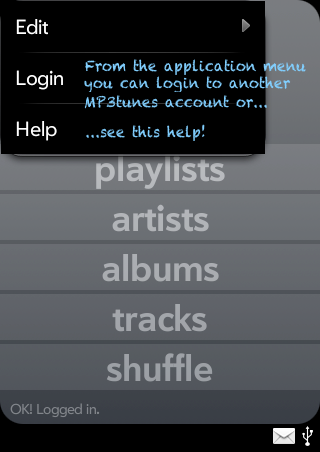 Edit
Login
From the application menu
you can login to another
MP3tunes account or...
Help
...see this help!
playlists
artists
albums
tracks
shuffle
OK! Logged in.